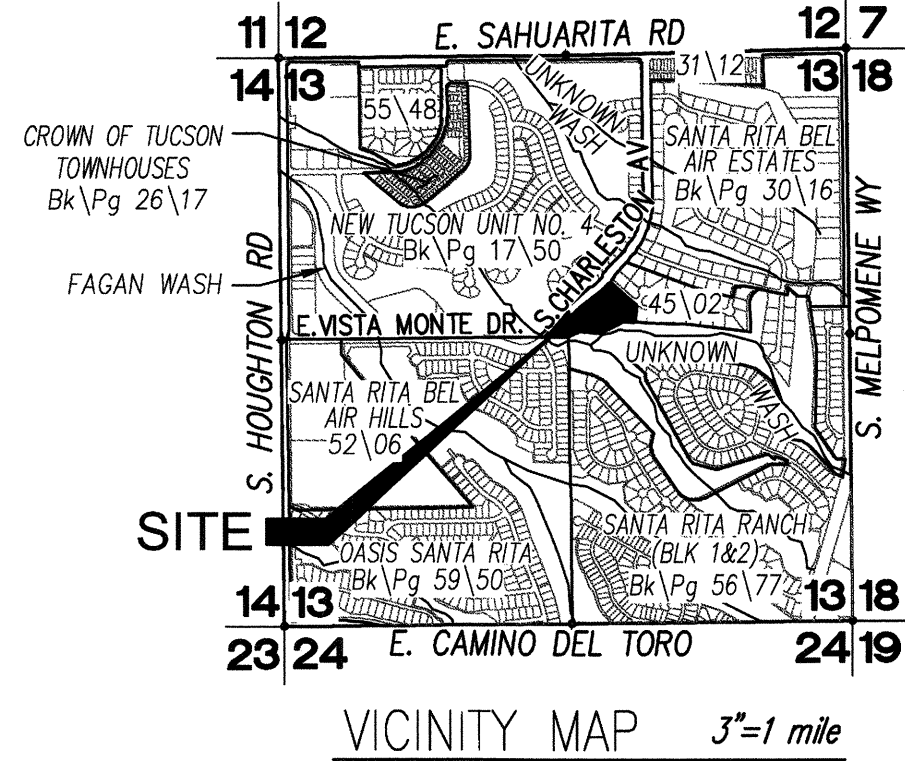 11 12
E. SAHUARITA RD
12 7
14 13
13 18
31\12
55\48
UNKNOWN
WASH
CROWN OF TUCSON
TOWNHOUSES
Bk\Pg 26\17
SANTA RITA BEL
AIR ESTATES
Bk\Pg 30\16
NEW TUCSON UNIT NO. 4
Bk\Pg 17\50
S. CHARLESTON AV
S. MELPOMENE WY
S. HOUGHTON RD
FAGAN WASH
45\02
E. VISTA MONTE DR.
UNKNOWN
WASH
SANTA RITA BEL
AIR HILLS
52\06
SITE
OASIS SANTA RITA
Bk\Pg 59\50
SANTA RITA RANCH
(BLK 1&2)
Bk\Pg 56\77
14 13
13 18
23 24
E. CAMINO DEL TORO
24 19
VICINITY MAP
3"=1 mile